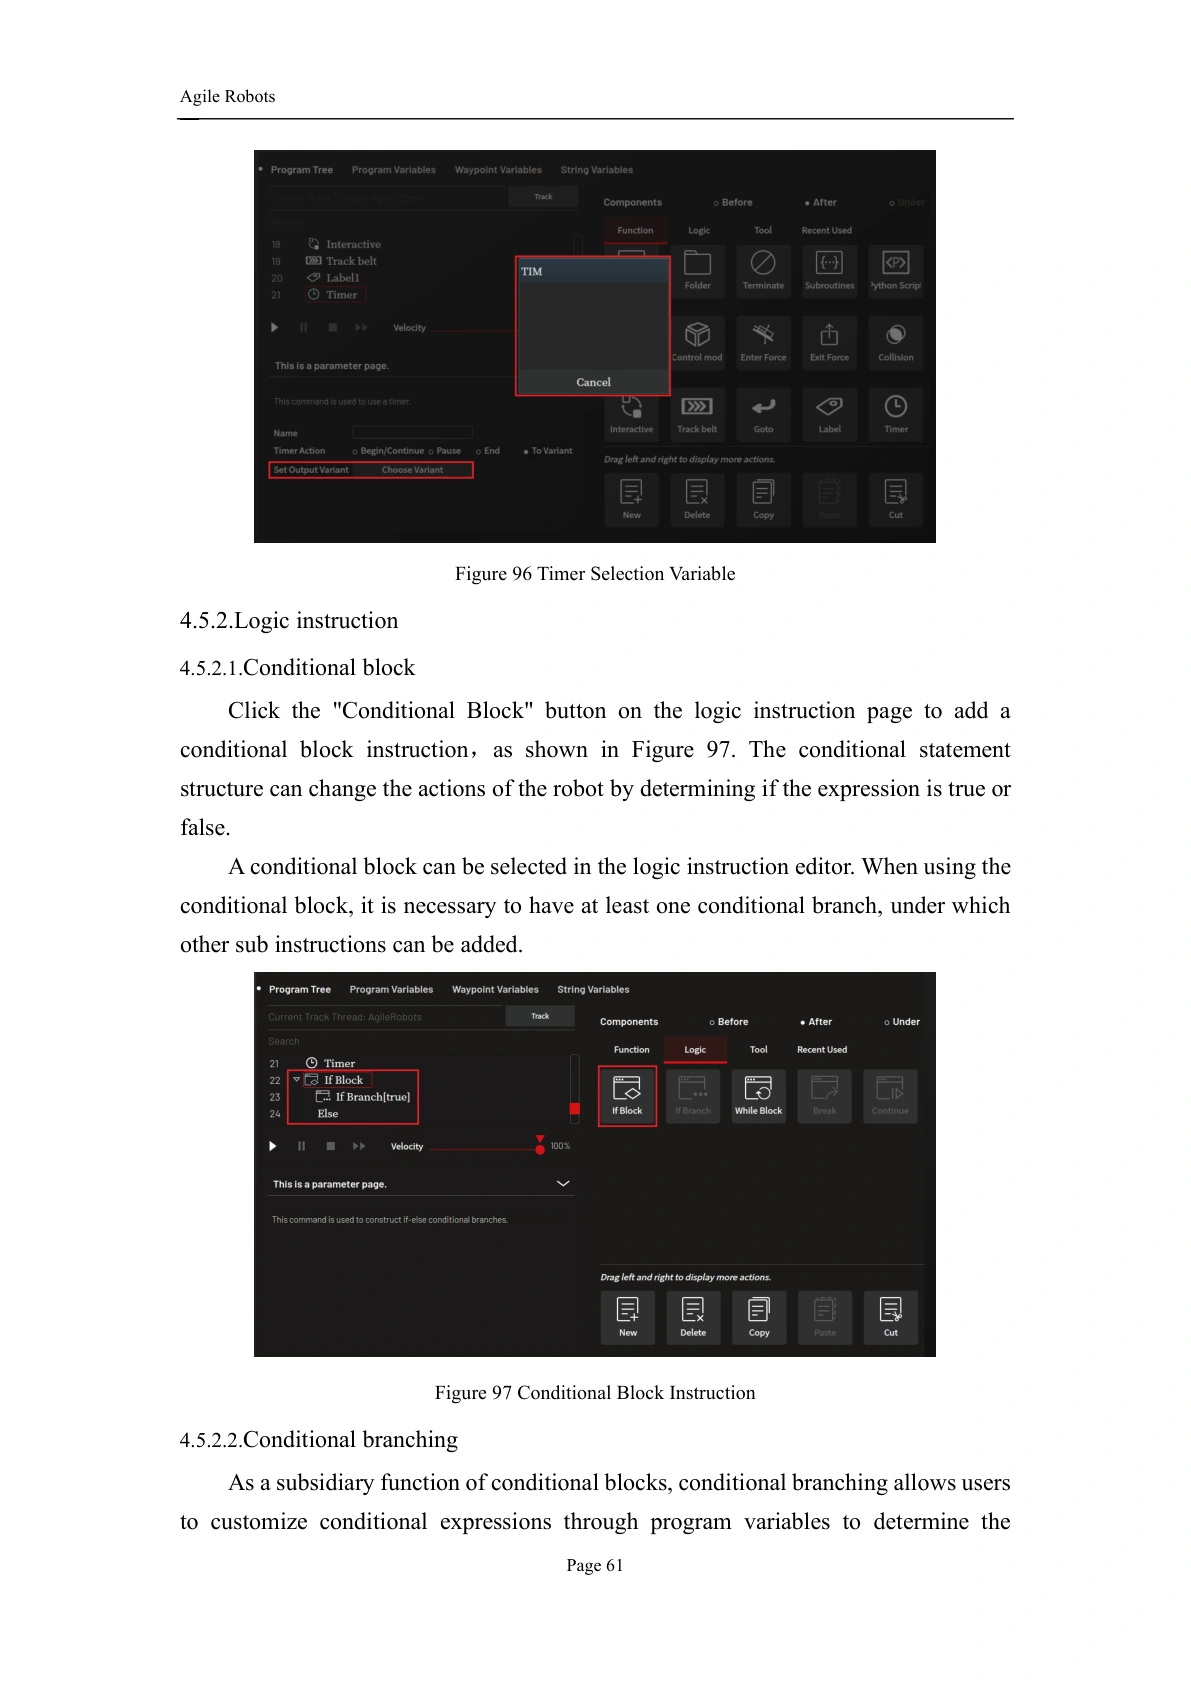 Agile Robots
Program Tree Program Variables Waypoint Variables String Variables
Track
Components Before After Under
Function Logic Tool Recent Used
18 Interactive
19 Track belt
20 Label1
21 Timer
TIM
Cancel
Folder Terminate Subroutines Python Scrip
Velocity
Control mod Enter Force Exit Force Collision
This is a parameter page.
This command is used to use a timer.
Interactive Track belt Goto Label Timer
Name
Timer Action Begin/Continue Pause End To Variant
Set Output Variant Choose Variant
Drag left and right to display more actions.
New Delete Copy Paste Cut
Figure 96 Timer Selection Variable
4.5.2.Logic instruction
4.5.2.1.Conditional block
Click the "Conditional Block" button on the logic instruction page to add a
conditional block instruction，as shown in Figure 97. The conditional statement
structure can change the actions of the robot by determining if the expression is true or
false.
A conditional block can be selected in the logic instruction editor. When using the
conditional block, it is necessary to have at least one conditional branch, under which
other sub instructions can be added.
Program Tree Program Variables Waypoint Variables String Variables
Current Track Thread: AgileRobots Track
Components Before After Under
Search
Function Logic Tool Recent Used
21 Timer
22 If Block
23 If Branch[true]
24 Else
If Block If Branch While Block Break Continue
Velocity 100%
This is a parameter page.
This command is used to construct if-else conditional branches.
Drag left and right to display more actions.
New Delete Copy Paste Cut
Figure 97 Conditional Block Instruction
4.5.2.2.Conditional branching
As a subsidiary function of conditional blocks, conditional branching allows users
to customize conditional expressions through program variables to determine the
Page 61